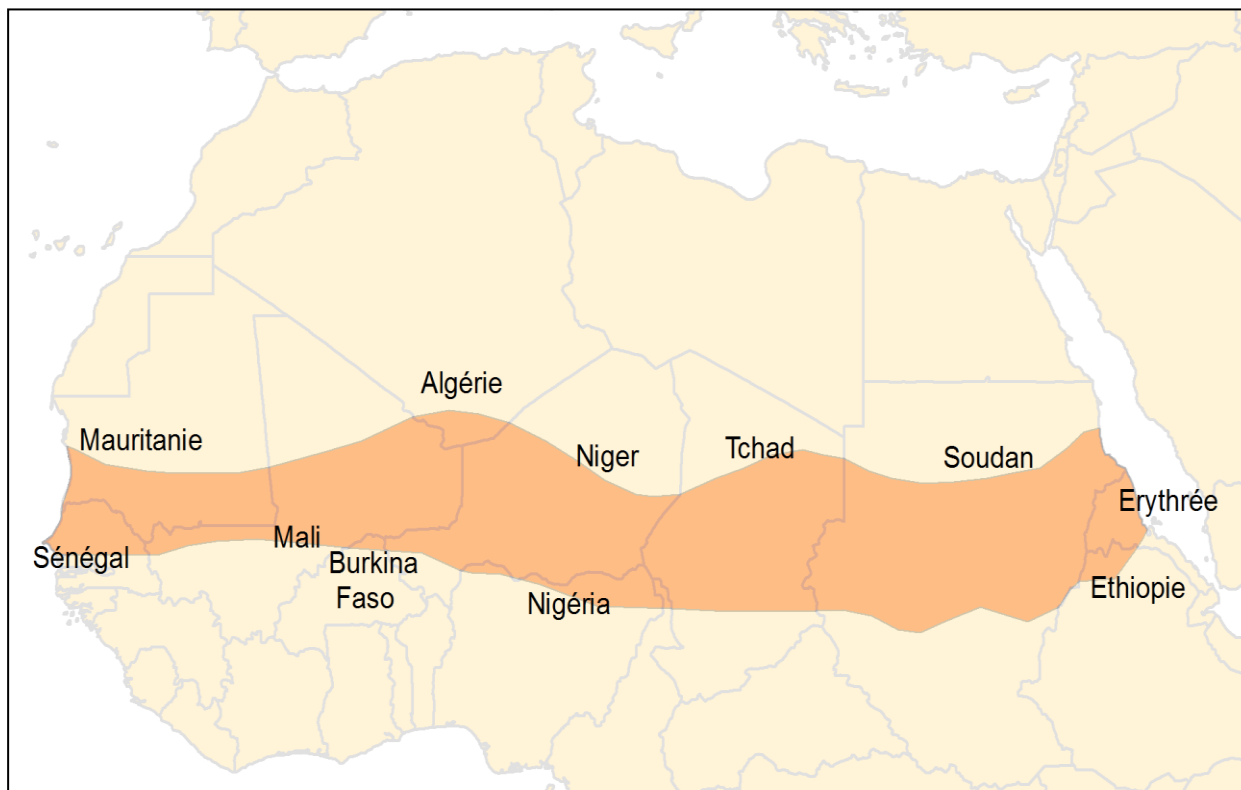 Algérie
Mauritanie
Niger
Tchad
Soudan
Erythrée
Sénégal
Mali
Burkina
Faso
Nigéria
Ethiopie